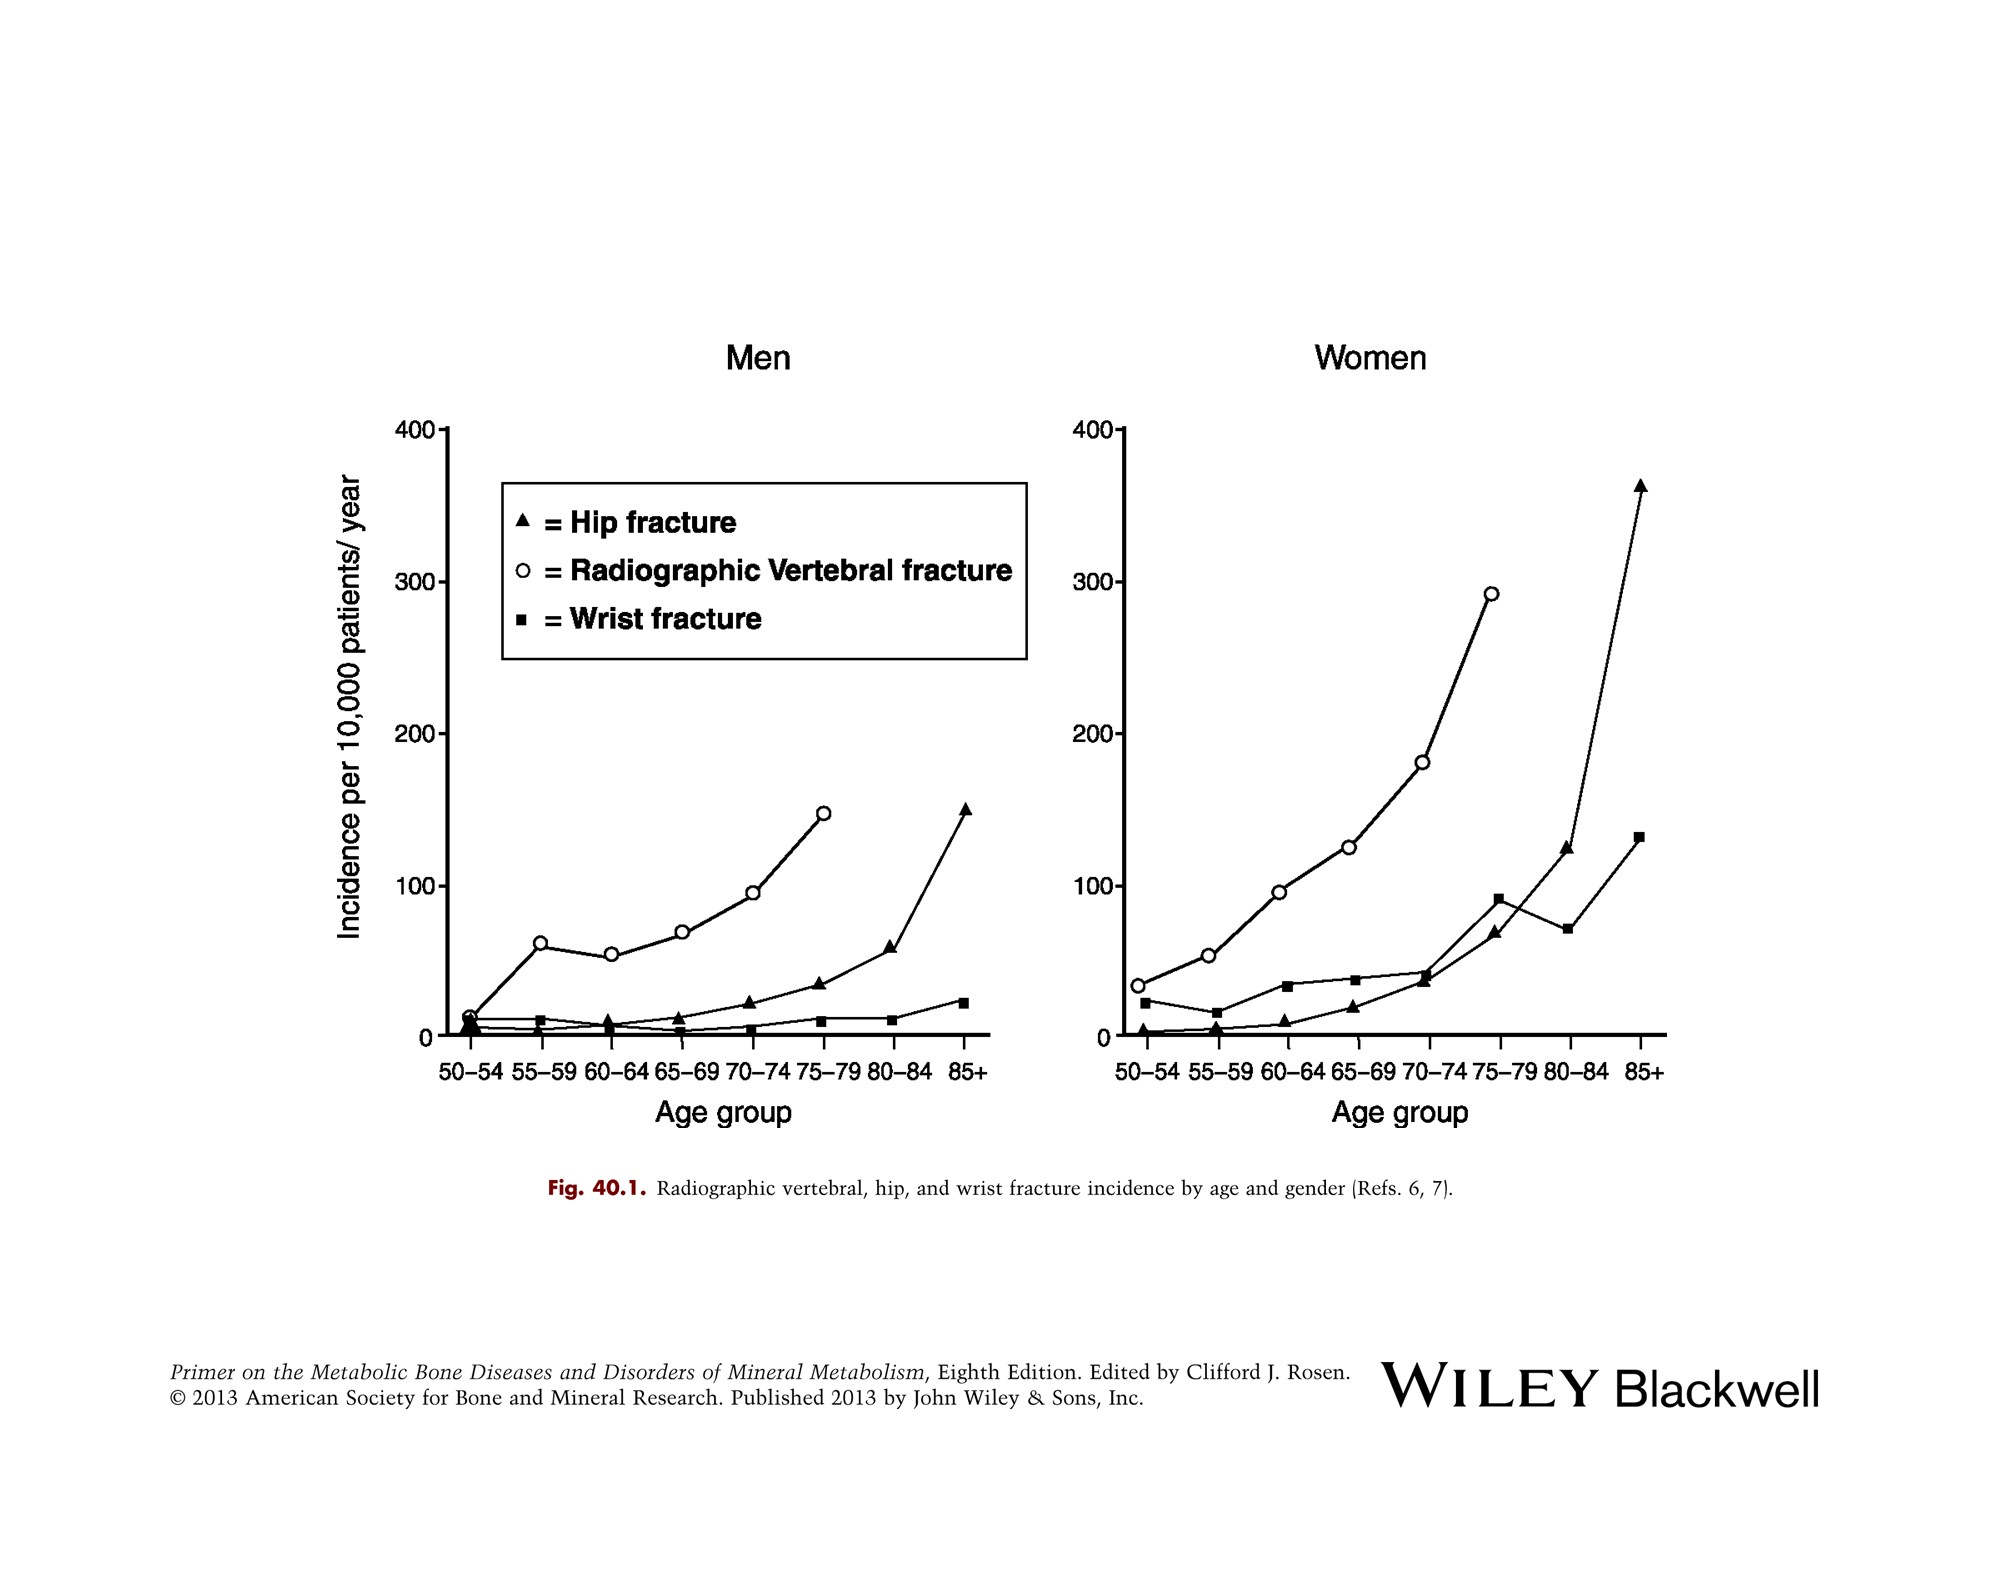 Men
400
300
200
100
0
Incidence per 10,000 patients/ year
= Hip fracture
= Radiographic Vertebral fracture
= Wrist fracture
50–54 55–59 60–64 65–69 70–74 75–79 80–84 85+
Age group
Women
400
300
200
100
0
50–54 55–59 60–64 65–69 70–74 75–79 80–84 85+
Age group
Fig. 40.1. Radiographic vertebral, hip, and wrist fracture incidence by age and gender (Refs. 6, 7).
Primer on the Metabolic Bone Diseases and Disorders of Mineral Metabolism, Eighth Edition. Edited by Clifford J. Rosen.
© 2013 American Society for Bone and Mineral Research. Published 2013 by John Wiley & Sons, Inc.
WILEY Blackwell